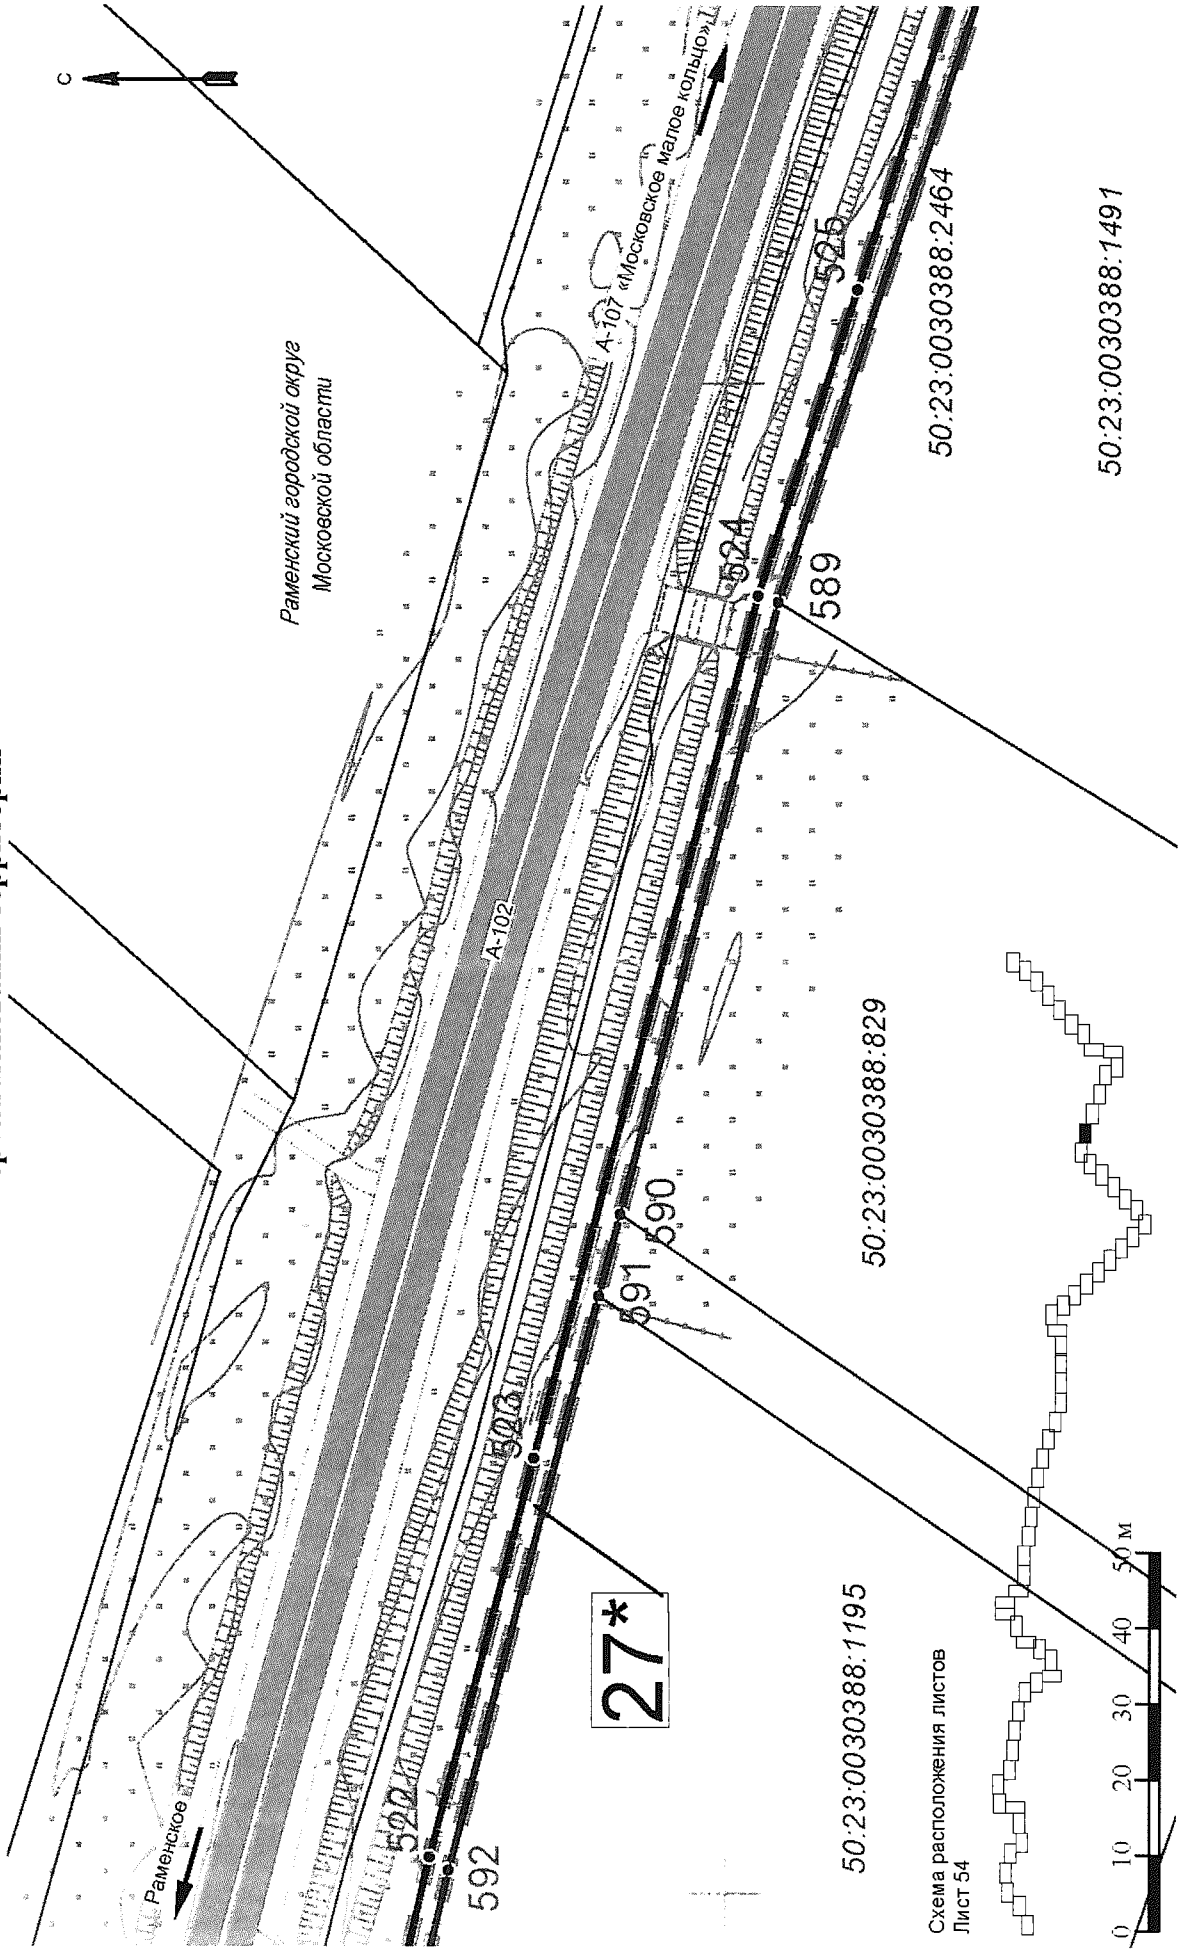 С
Раменский городской округ
Московской области
А-107 «Московское малое кольцо»
А-102
Раменское
525
524
589
590
591
523
522
592
27*
50:23:0030388:2464
50:23:0030388:1491
50:23:0030388:829
50:23:0030388:1195
Схема расположения листов
Лист 54
0 10 20 30 40 50 м